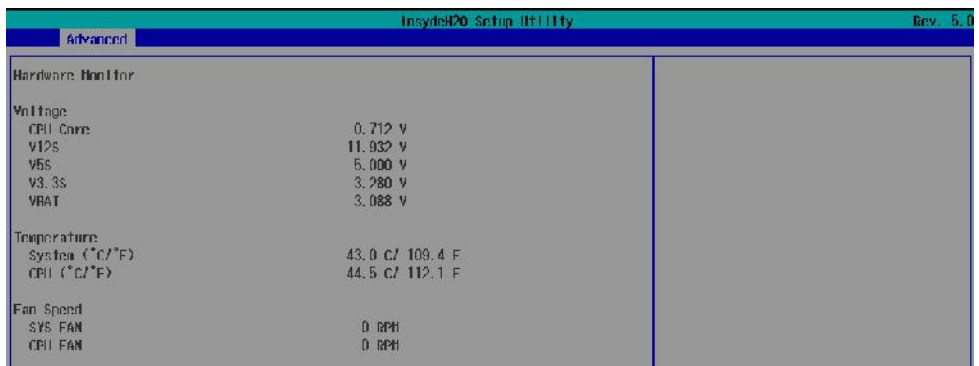 InsydeH20 Setup Utility Rev. 5.0
Advanced
Hardware Monitor
Voltage
CPU Core 0.712 V
V12S 11.932 V
V5S 5.000 V
V3.3S 3.280 V
VBAT 3.088 V
Temperature
System (°C/°F) 43.0 C/ 109.4 F
CPU (°C/°F) 44.5 C/ 112.1 F
Fan Speed
SYS FAN 0 RPM
CPU FAN 0 RPM